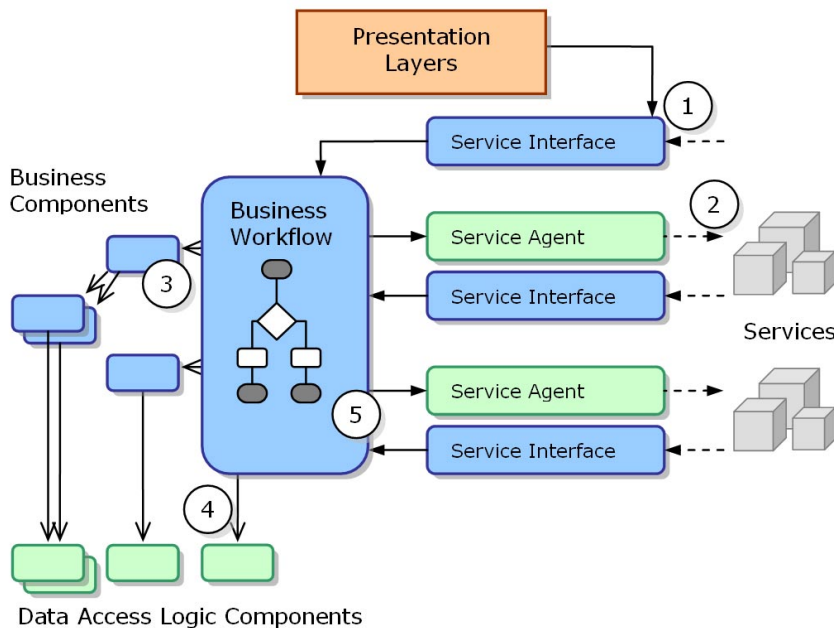 Presentation
Layers
1
Service Interface
Business
Components
Business
Workflow
2
Service Agent
3
Service Interface
Services
Service Agent
5
Service Interface
4
Data Access Logic Components